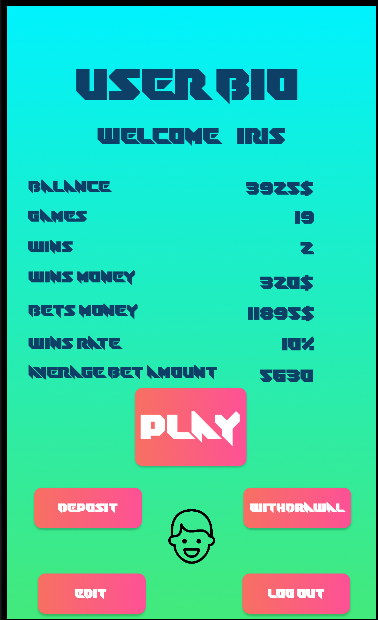 USER BIO
WELCOME IRIS
BALANCE 3925$
GAMES 19
WINS 2
WINS MONEY 320$
BETS MONEY 11895$
WINS RATE 10%
AVERAGE BET AMOUNT 5630
PLAY
DEPOSIT WITHDRAWAL
EDIT LOG OUT